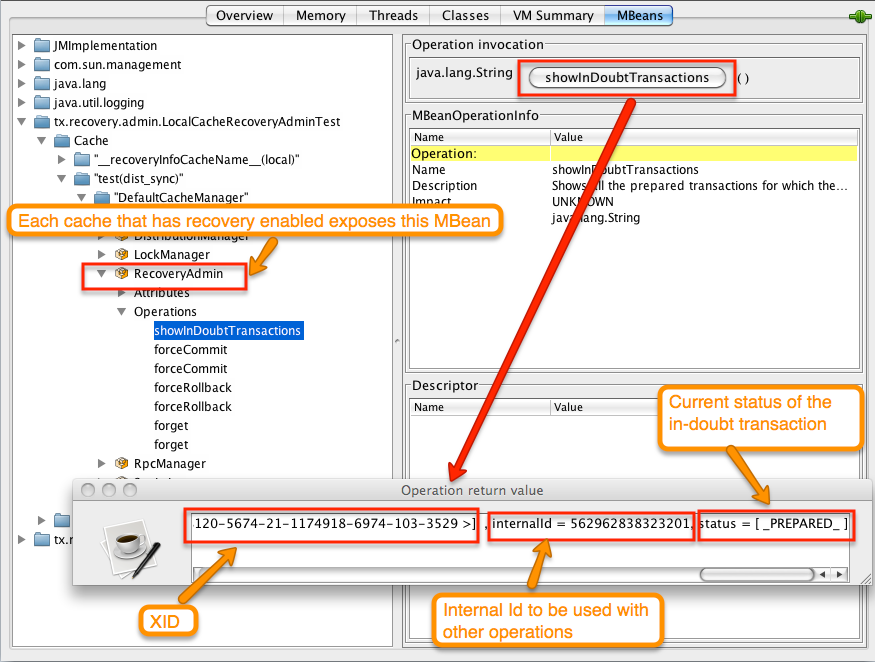 Overview Memory Threads Classes VM Summary MBeans
JMImplementation
com.sun.management
java.lang
java.util.logging
tx.recovery.admin.LocalCacheRecoveryAdminTest
Cache
"__recoveryInfoCacheName__(local)"
"test(dist_sync)"
"DefaultCacheManager"
Each cache that has recovery enabled exposes this MBean
DistributionManager
LockManager
RecoveryAdmin
Attributes
Operations
showInDoubtTransactions
forceCommit
forceCommit
forceRollback
forceRollback
forget
forget
RpcManager
tx.r
Operation invocation
java.lang.String showInDoubtTransactions ()
MBeanOperationInfo
Name Value
Operation:
Name showInDoubtTransactions
Description Shows all the prepared transactions for which the...
Impact UNKNOWN
java.lang.String
Descriptor
Name Value
Current status of the
in-doubt transaction
Operation return value
120-5674-21-1174918-6974-103-3529 >] , internalId = 562962838323201, status = [ _PREPARED_ ]
XID
Internal Id to be used with
other operations